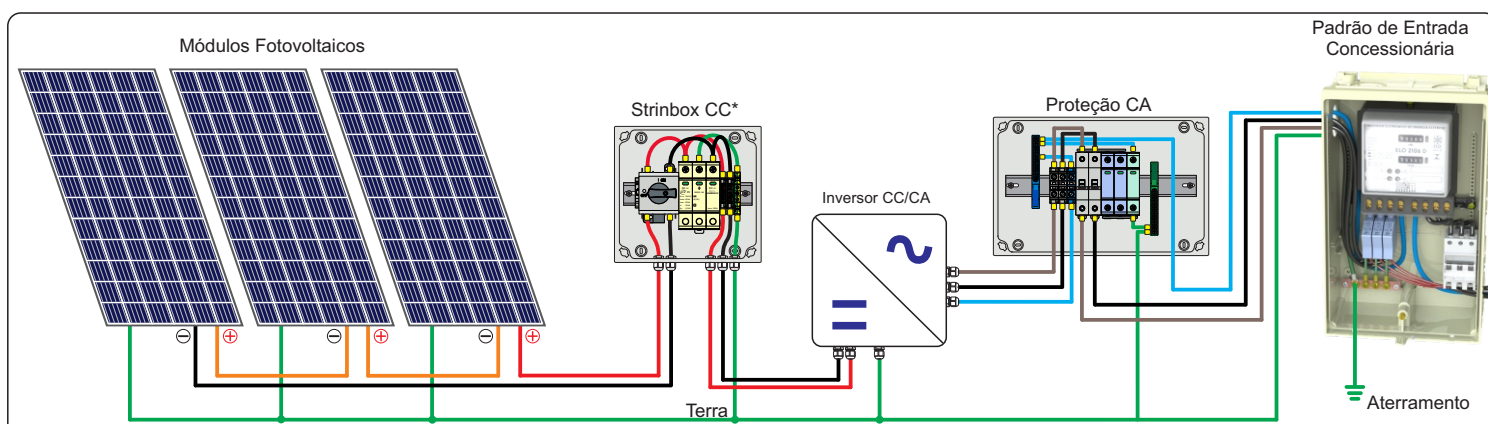 Módulos Fotovoltaicos
Strinbox CC*
Inversor CC/CA
Proteção CA
Padrão de Entrada
Concessionária
Terra
Aterramento